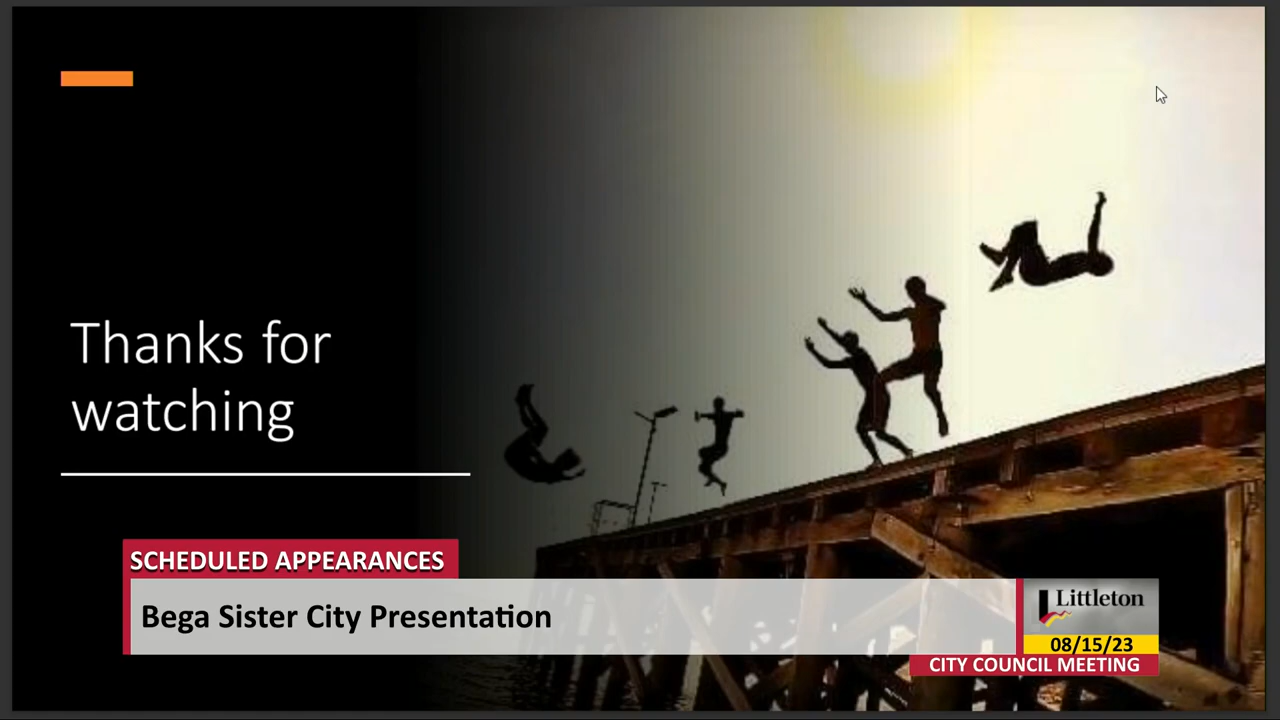 Thanks for
watching
SCHEDULED APPEARANCES
Bega Sister City Presentation
Littleton
08/15/23
CITY COUNCIL MEETING